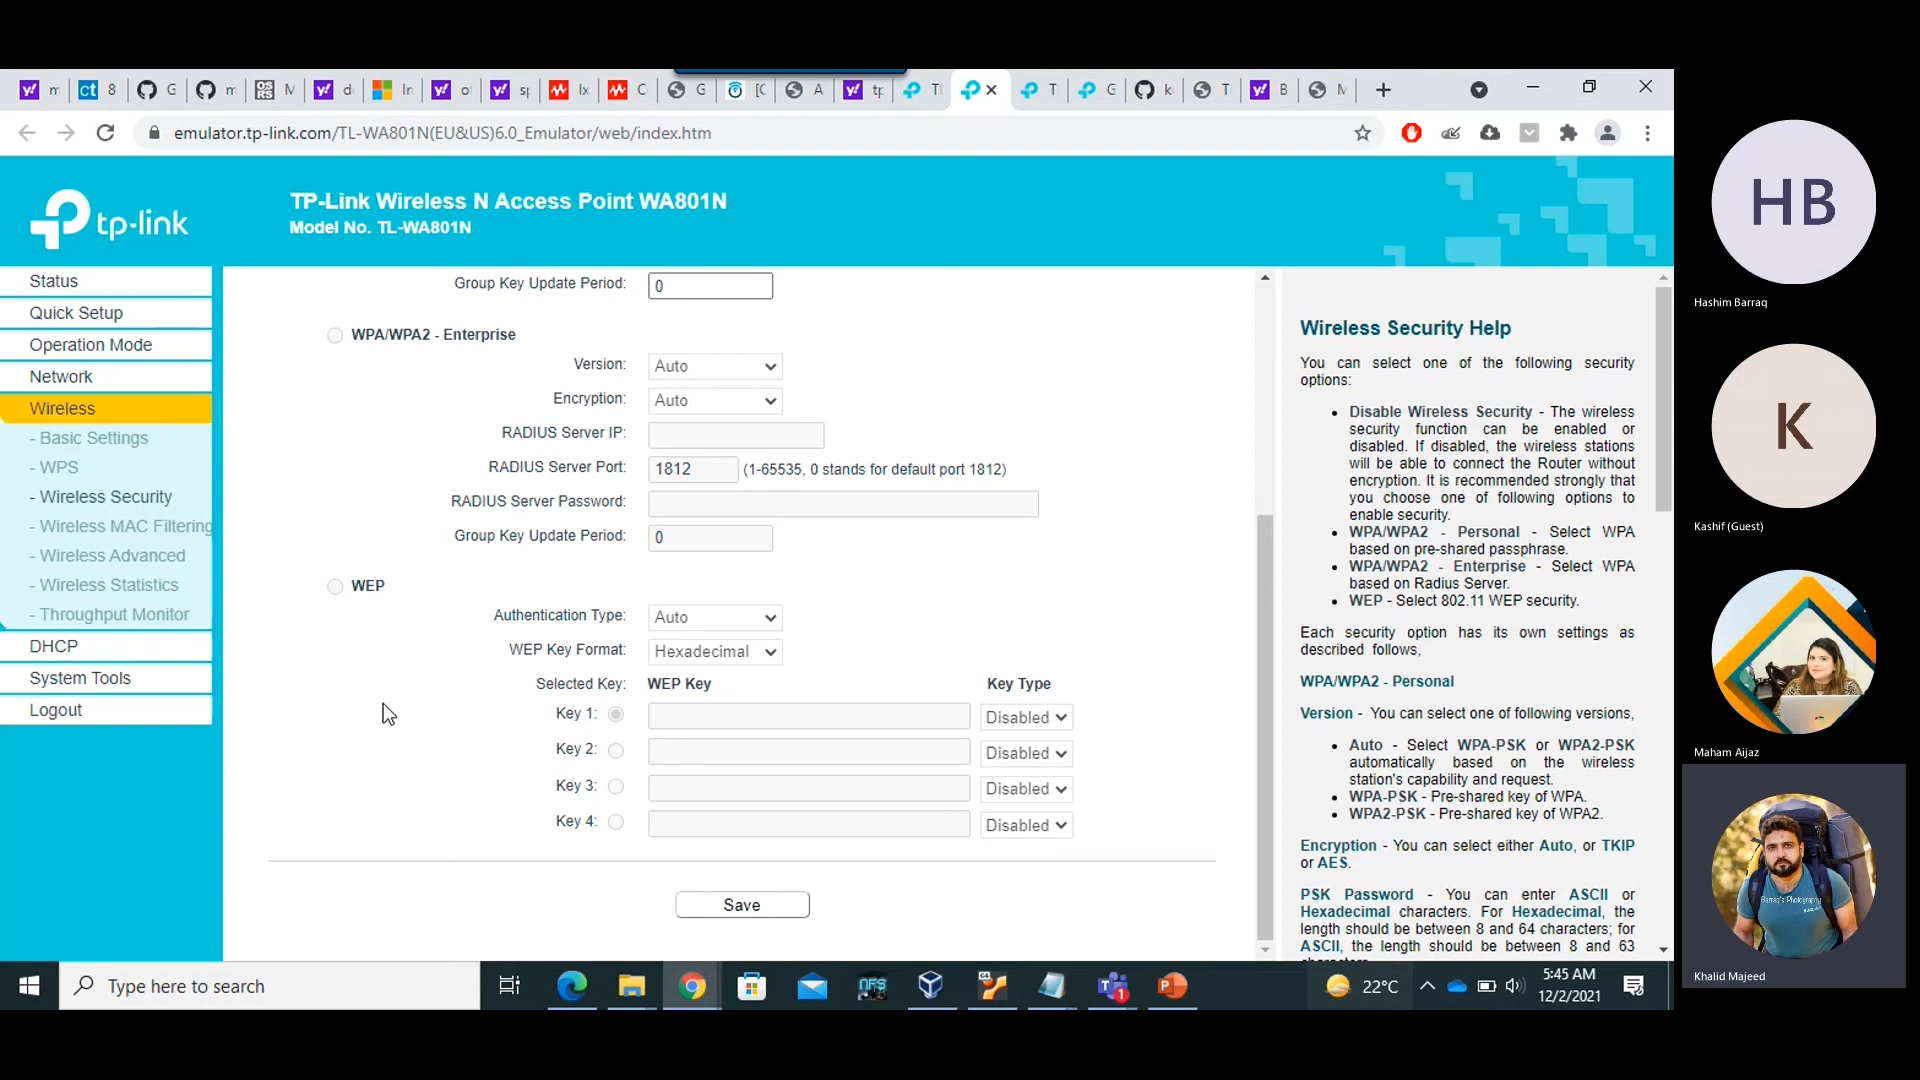 m
8
G
m
M
d
In
o
sp
Ix
C
G
[C
A
tp
TI
T
G
k
T
B
M
emulator.tp-link.com/TL-WA801N(EU&US)6.0_Emulator/web/index.htm
tp-link
TP-Link Wireless N Access Point WA801N
Model No. TL-WA801N
Status
Quick Setup
Operation Mode
Network
Wireless
- Basic Settings
- WPS
- Wireless Security
- Wireless MAC Filtering
- Wireless Advanced
- Wireless Statistics
- Throughput Monitor
DHCP
System Tools
Logout
Group Key Update Period: 0
WPA/WPA2 - Enterprise
Version: Auto
Encryption: Auto
RADIUS Server IP:
RADIUS Server Port: 1812 (1-65535, 0 stands for default port 1812)
RADIUS Server Password:
Group Key Update Period: 0
WEP
Authentication Type: Auto
WEP Key Format: Hexadecimal
Selected Key: WEP Key Key Type
Key 1: Disabled
Key 2: Disabled
Key 3: Disabled
Key 4: Disabled
Save
Wireless Security Help
You can select one of the following security
options:
• Disable Wireless Security - The wireless
security function can be enabled or
disabled. If disabled, the wireless stations
will be able to connect the Router without
encryption. It is recommended strongly that
you choose one of following options to
enable security.
• WPA/WPA2 - Personal - Select WPA
based on pre-shared passphrase.
• WPA/WPA2 - Enterprise - Select WPA
based on Radius Server.
• WEP - Select 802.11 WEP security.
Each security option has its own settings as
described follows,
WPA/WPA2 - Personal
Version - You can select one of following versions,
• Auto - Select WPA-PSK or WPA2-PSK
automatically based on the wireless
station's capability and request.
• WPA-PSK - Pre-shared key of WPA.
• WPA2-PSK - Pre-shared key of WPA2.
Encryption - You can select either Auto, or TKIP
or AES.
PSK Password - You can enter ASCII or
Hexadecimal characters. For Hexadecimal, the
length should be between 8 and 64 characters; for
ASCII, the length should be between 8 and 63
HB
Hashim Barraq
K
Kashif (Guest)
Maham Aijaz
Barraq's Photography
Khalid Majeed
Type here to search
22°C
5:45 AM
12/2/2021